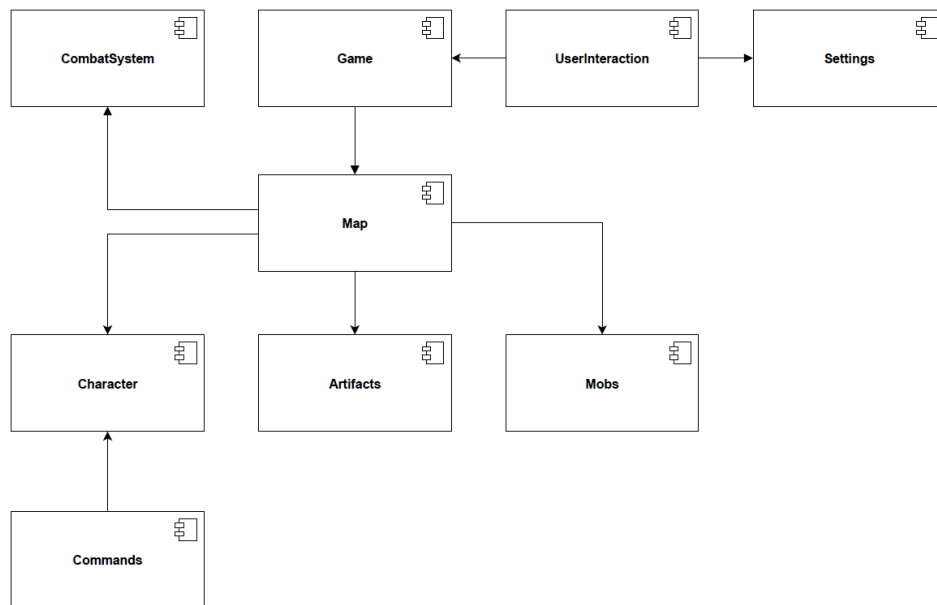 CombatSystem
Game
UserInteraction
Settings
Map
Character
Artifacts
Mobs
Commands